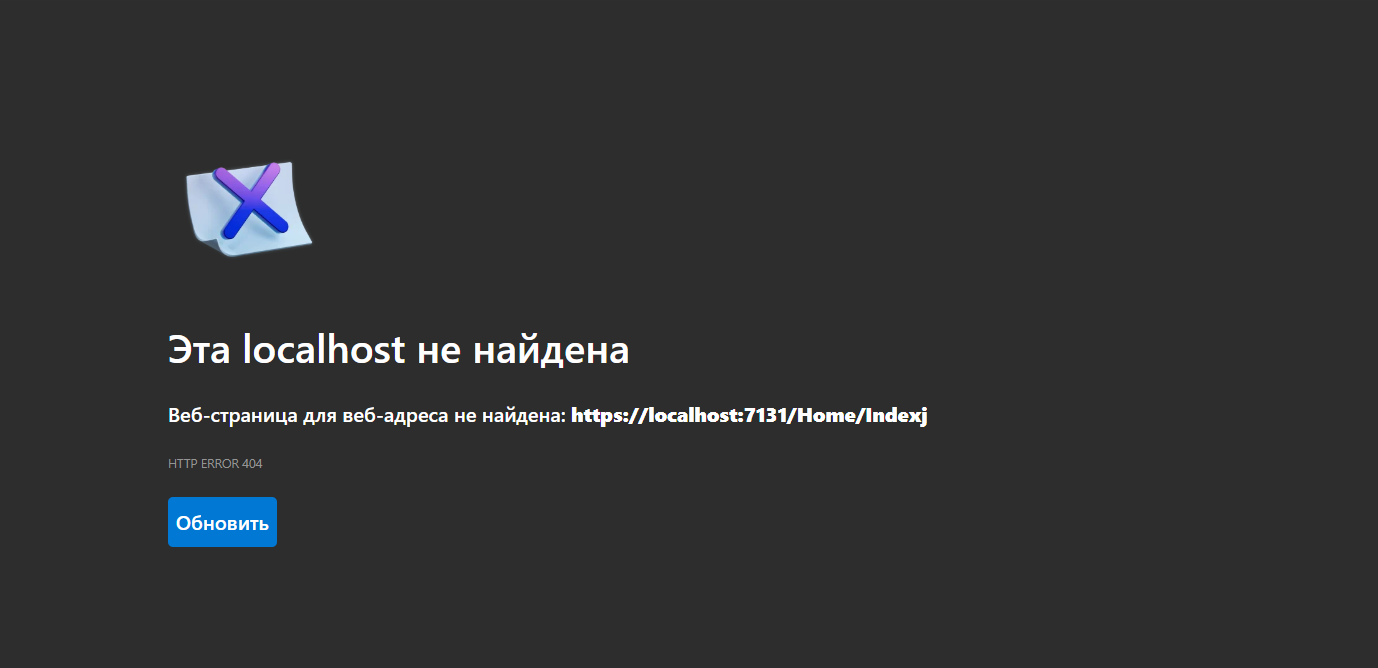 Эта localhost не найдена
Веб-страница для веб-адреса не найдена: https://localhost:7131/Home/Indexj
HTTP ERROR 404
Обновить